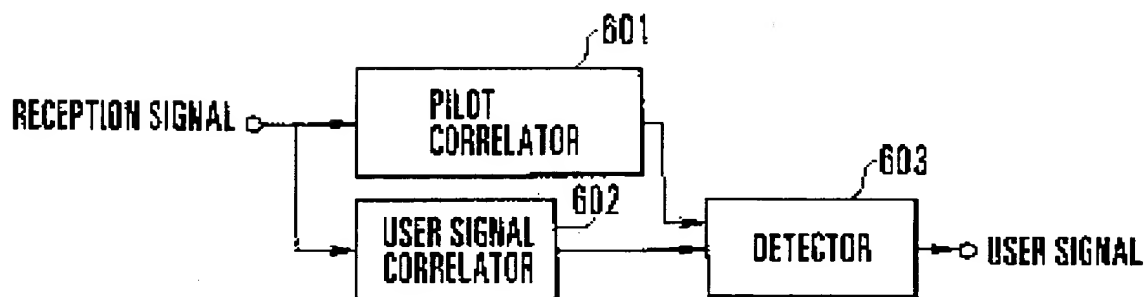 601
RECEPTION SIGNAL
PILOT
CORRELATOR
602
603
USER SIGNAL
CORRELATOR
DETECTOR
USER SIGNAL